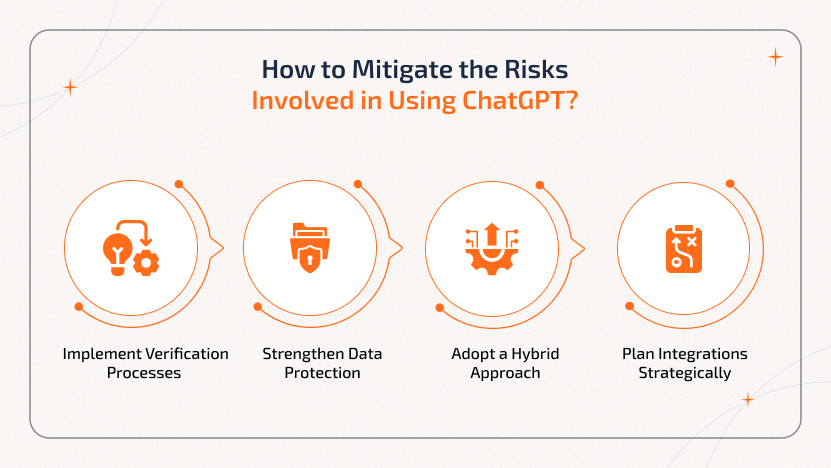 How to Mitigate the Risks
Involved in Using ChatGPT?
Implement Verification
Processes
Strengthen Data
Protection
Adopt a Hybrid
Approach
Plan Integrations
Strategically